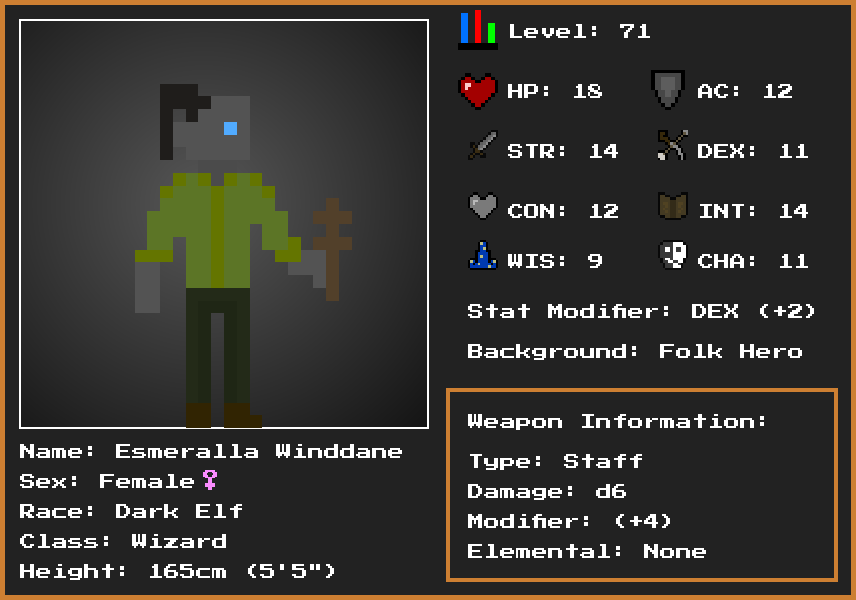 Level: 71
HP: 18 AC: 12
STR: 14 DEX: 11
CON: 12 INT: 14
WIS: 9 CHA: 11
Stat Modifier: DEX (+2)
Background: Folk Hero
Weapon Information:
Type: Staff
Damage: d6
Modifier: (+4)
Elemental: None
Name: Esmeralla Winddane
Sex: Female♀
Race: Dark Elf
Class: Wizard
Height: 165cm (5'5")